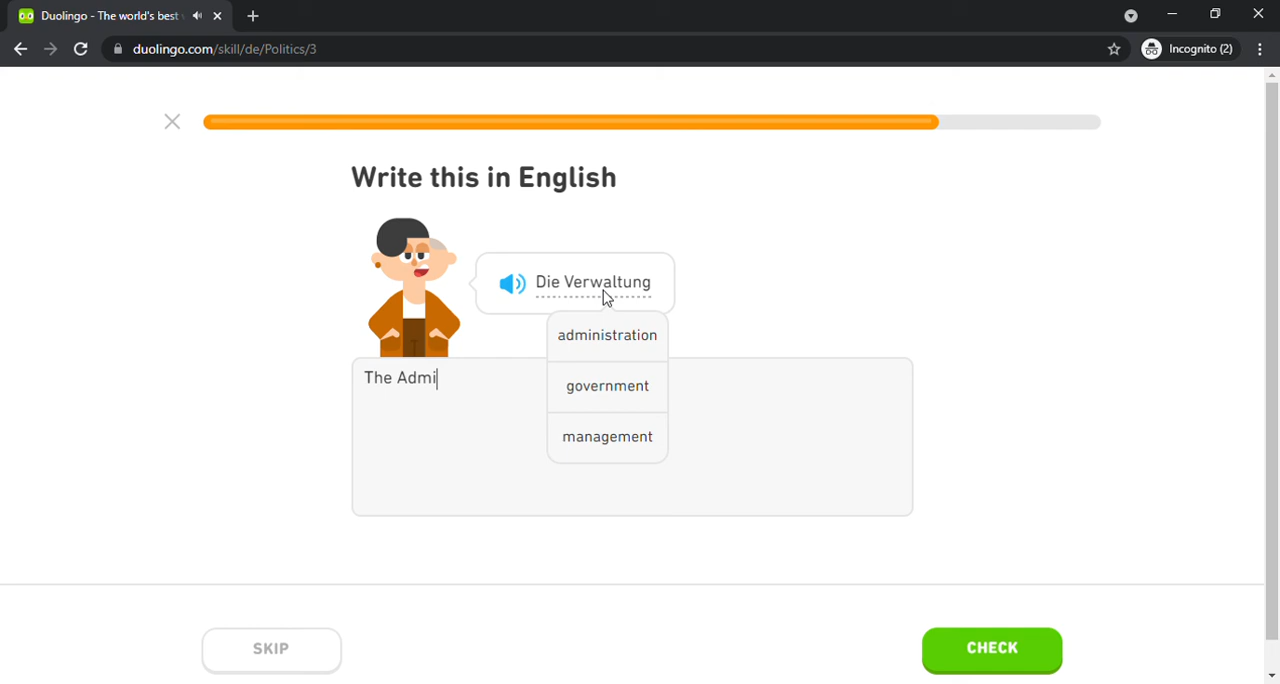 Duolingo - The world's best
duolingo.com/skill/de/Politics/3
Incognito (2)
Write this in English
Die Verwaltung
administration
government
management
The Admi
SKIP
CHECK